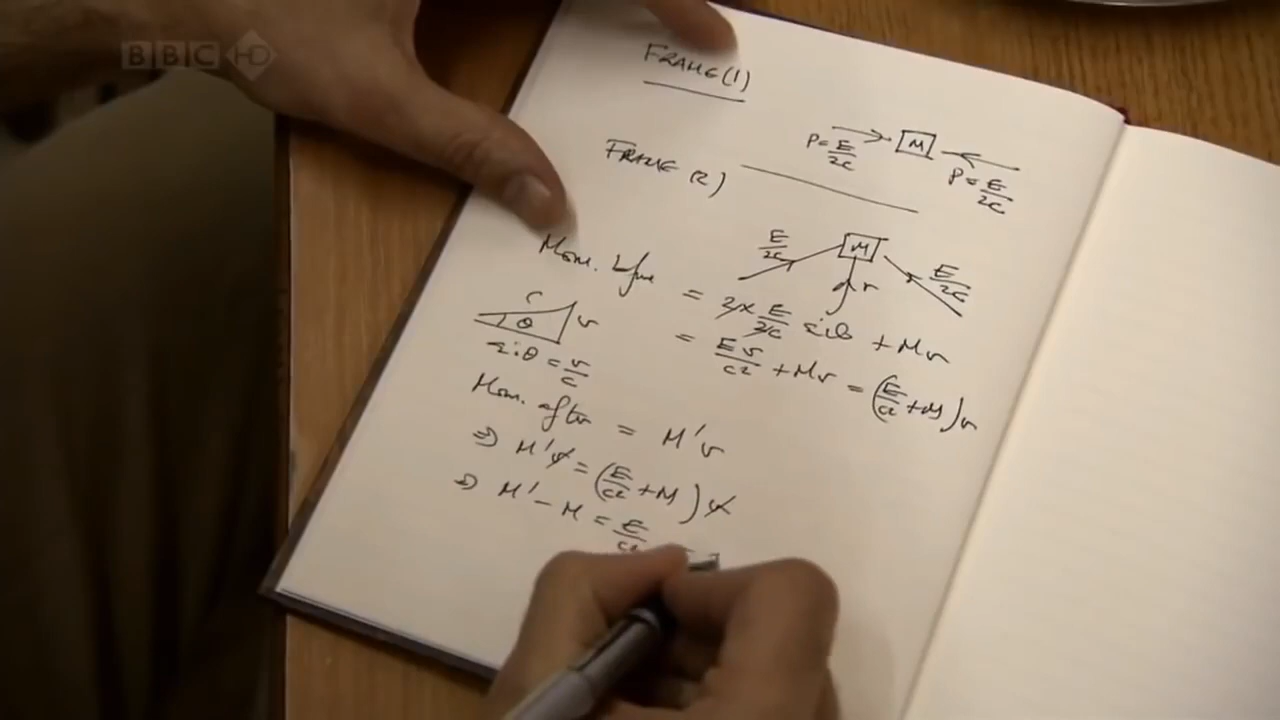 BBC HD
FRAME (1)
P = E/2c → M ← P = E/2c
FRAME (2)
E/2c M E/2c
v
Mom. before = 2 x E/2c sin θ + Mv
c θ v
= Ev/c² + Mv = (E/c² + M) v
sin θ = v/c
Mom. after = M'v
⇒ M'v = (E/c² + M) v
⇒ M' - M = E/c²